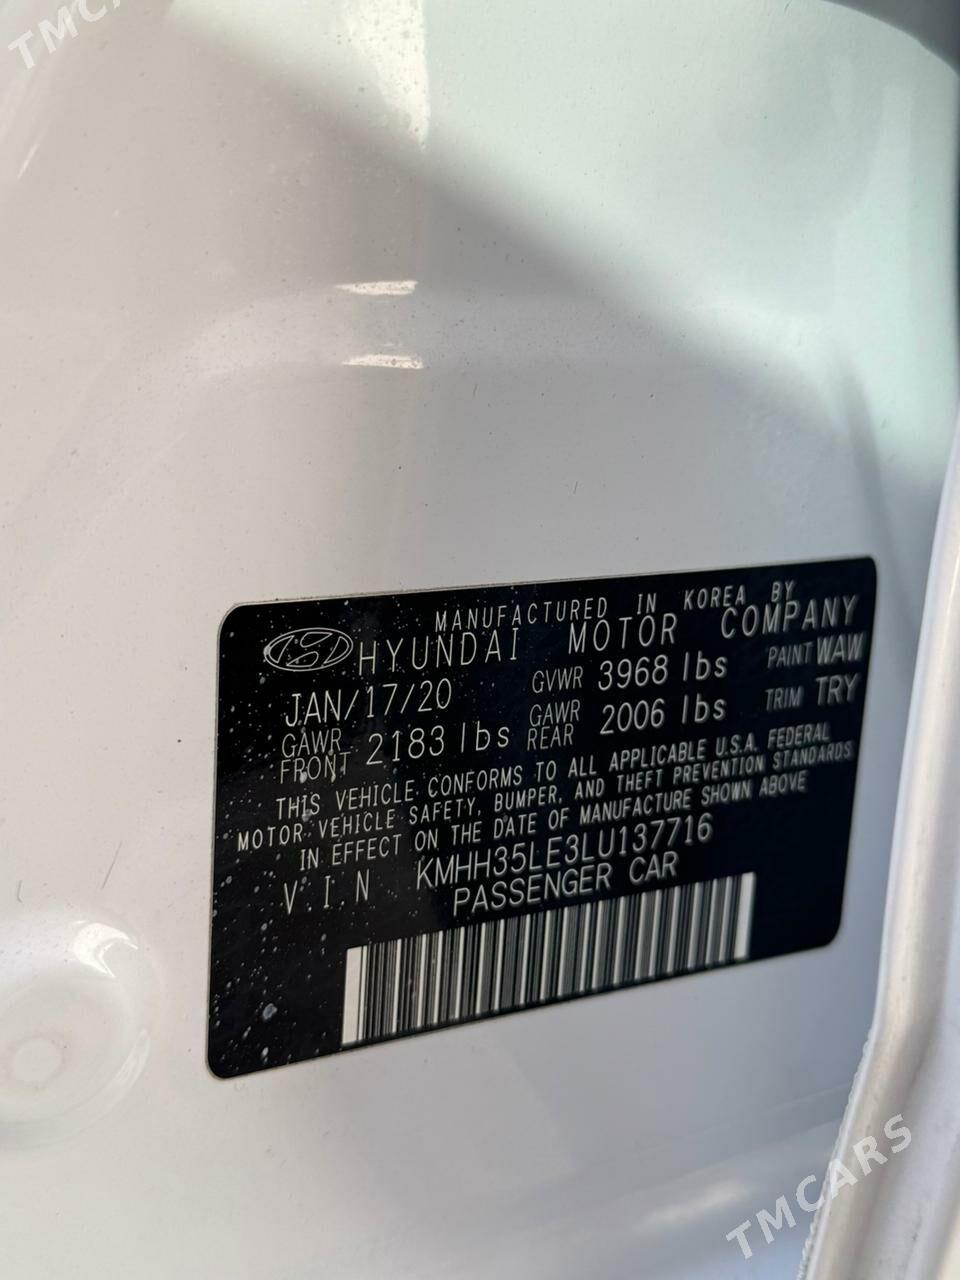 TMCA
MANUFACTURED IN KOREA BY
HYUNDAI MOTOR COMPANY
JAN/17/20 GVWR 3968 lbs PAINT WAW
GAWR FRONT 2183 lbs GAWR REAR 2006 lbs TRIM TRY
THIS VEHICLE CONFORMS TO ALL APPLICABLE U.S.A. FEDERAL
MOTOR VEHICLE SAFETY, BUMPER, AND THEFT PREVENTION STANDARDS
IN EFFECT ON THE DATE OF MANUFACTURE SHOWN ABOVE
V.I.N KMHH35LE3LU137716
PASSENGER CAR
TMCARS